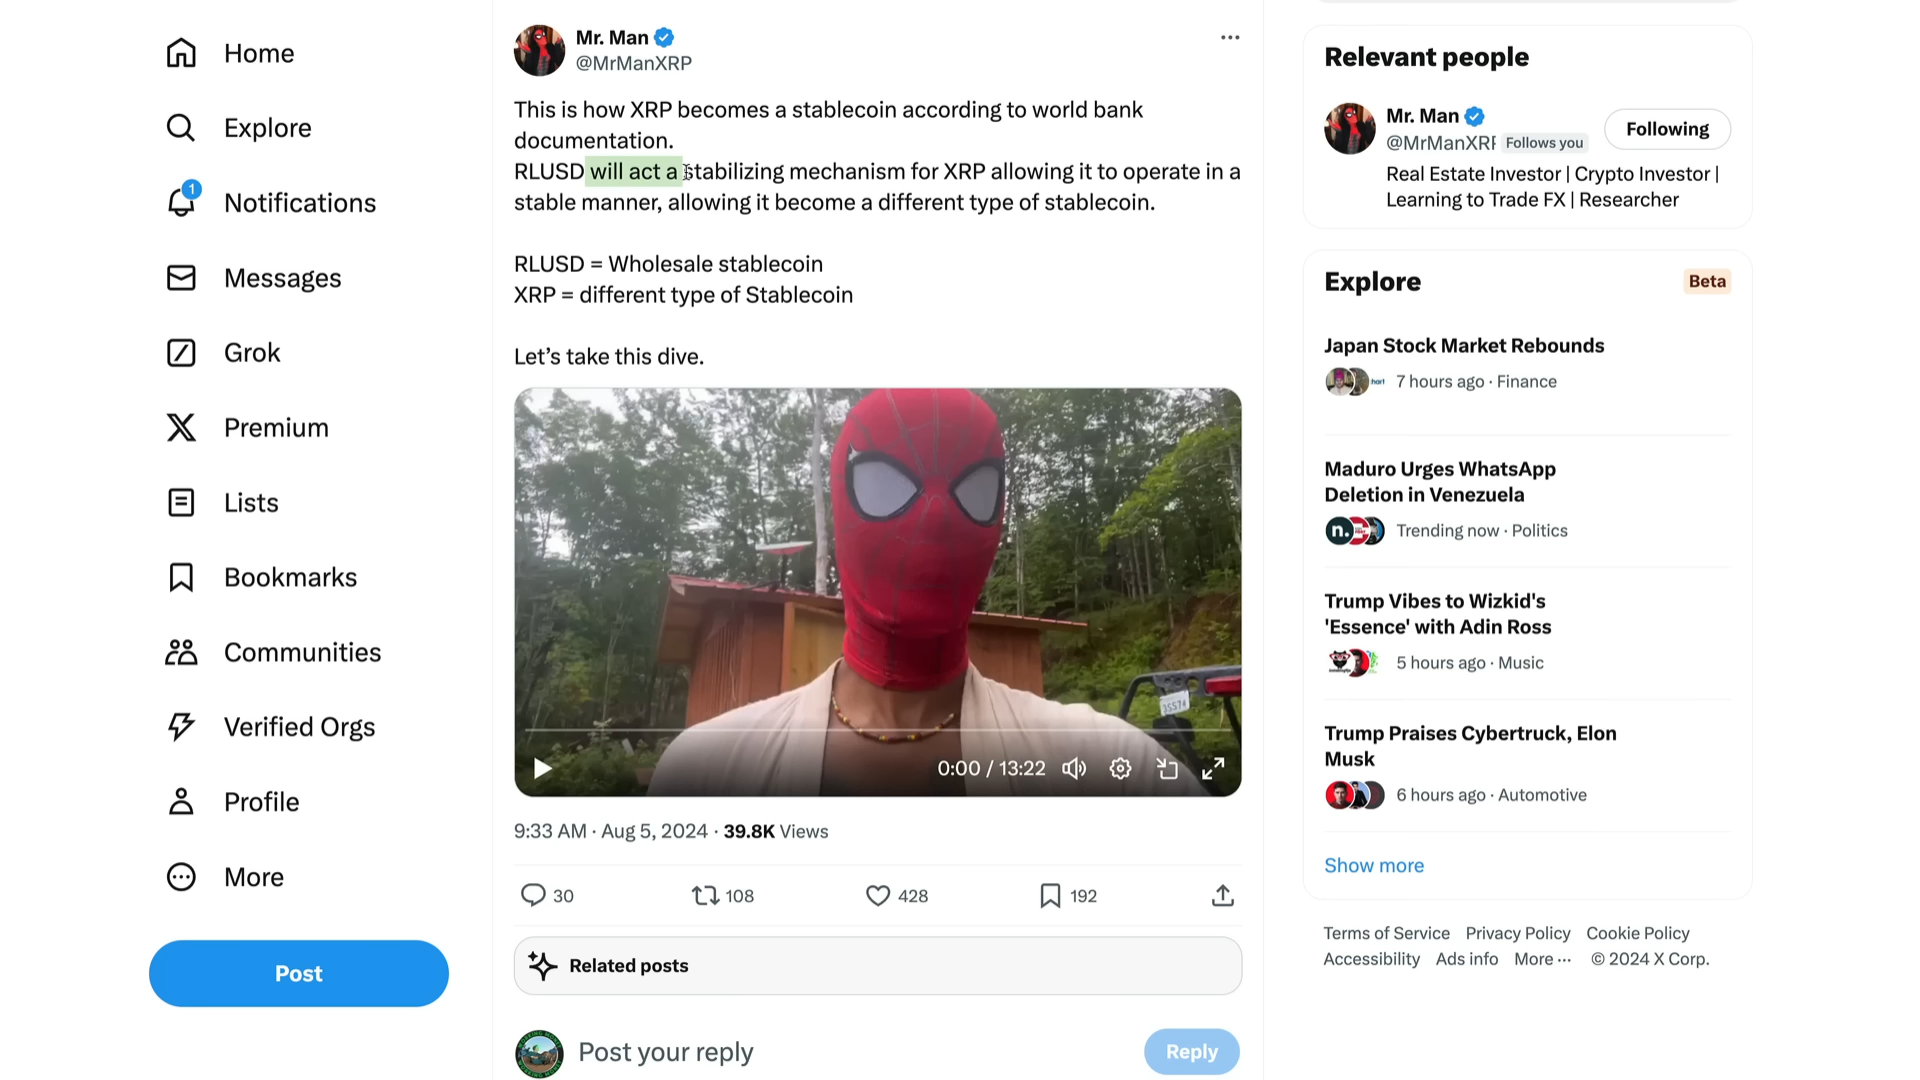 Home
Explore
1
Notifications
Messages
Grok
Premium
Lists
Bookmarks
Communities
Verified Orgs
Profile
More
Post
Mr. Man
@MrManXRP
This is how XRP becomes a stablecoin according to world bank
documentation.
RLUSD will act a stabilizing mechanism for XRP allowing it to operate in a
stable manner, allowing it become a different type of stablecoin.
RLUSD = Wholesale stablecoin
XRP = different type of Stablecoin
Let’s take this dive.
35574
0:00 / 13:22
9:33 AM · Aug 5, 2024 · 39.8K Views
30
108
428
192
Related posts
Post your reply
Reply
Relevant people
Mr. Man
@MrManXRP Follows you
Following
Real Estate Investor | Crypto Investor |
Learning to Trade FX | Researcher
Explore
Beta
Japan Stock Market Rebounds
7 hours ago · Finance
Maduro Urges WhatsApp
Deletion in Venezuela
n.
Trending now · Politics
Trump Vibes to Wizkid's
'Essence' with Adin Ross
5 hours ago · Music
Trump Praises Cybertruck, Elon
Musk
6 hours ago · Automotive
Show more
Terms of Service Privacy Policy Cookie Policy
Accessibility Ads info More ··· © 2024 X Corp.